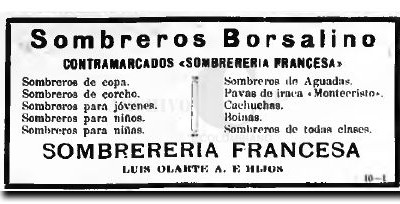 Sombreros Borsalino
CONTRAMARCADOS «SOMBRERERIA FRANCESA»
Sombreros de copa.
Sombreros de corcho.
Sombreros para jóvenes.
Sombreros para niños.
Sombreros para niñas.
Sombreros de Aguadas.
Pavas de iraca «Montecristo».
Cachuchas.
Boinas.
Sombreros de todas clases.
SOMBRERERIA FRANCESA
LUIS OLARTE A. E HIJOS
10-1